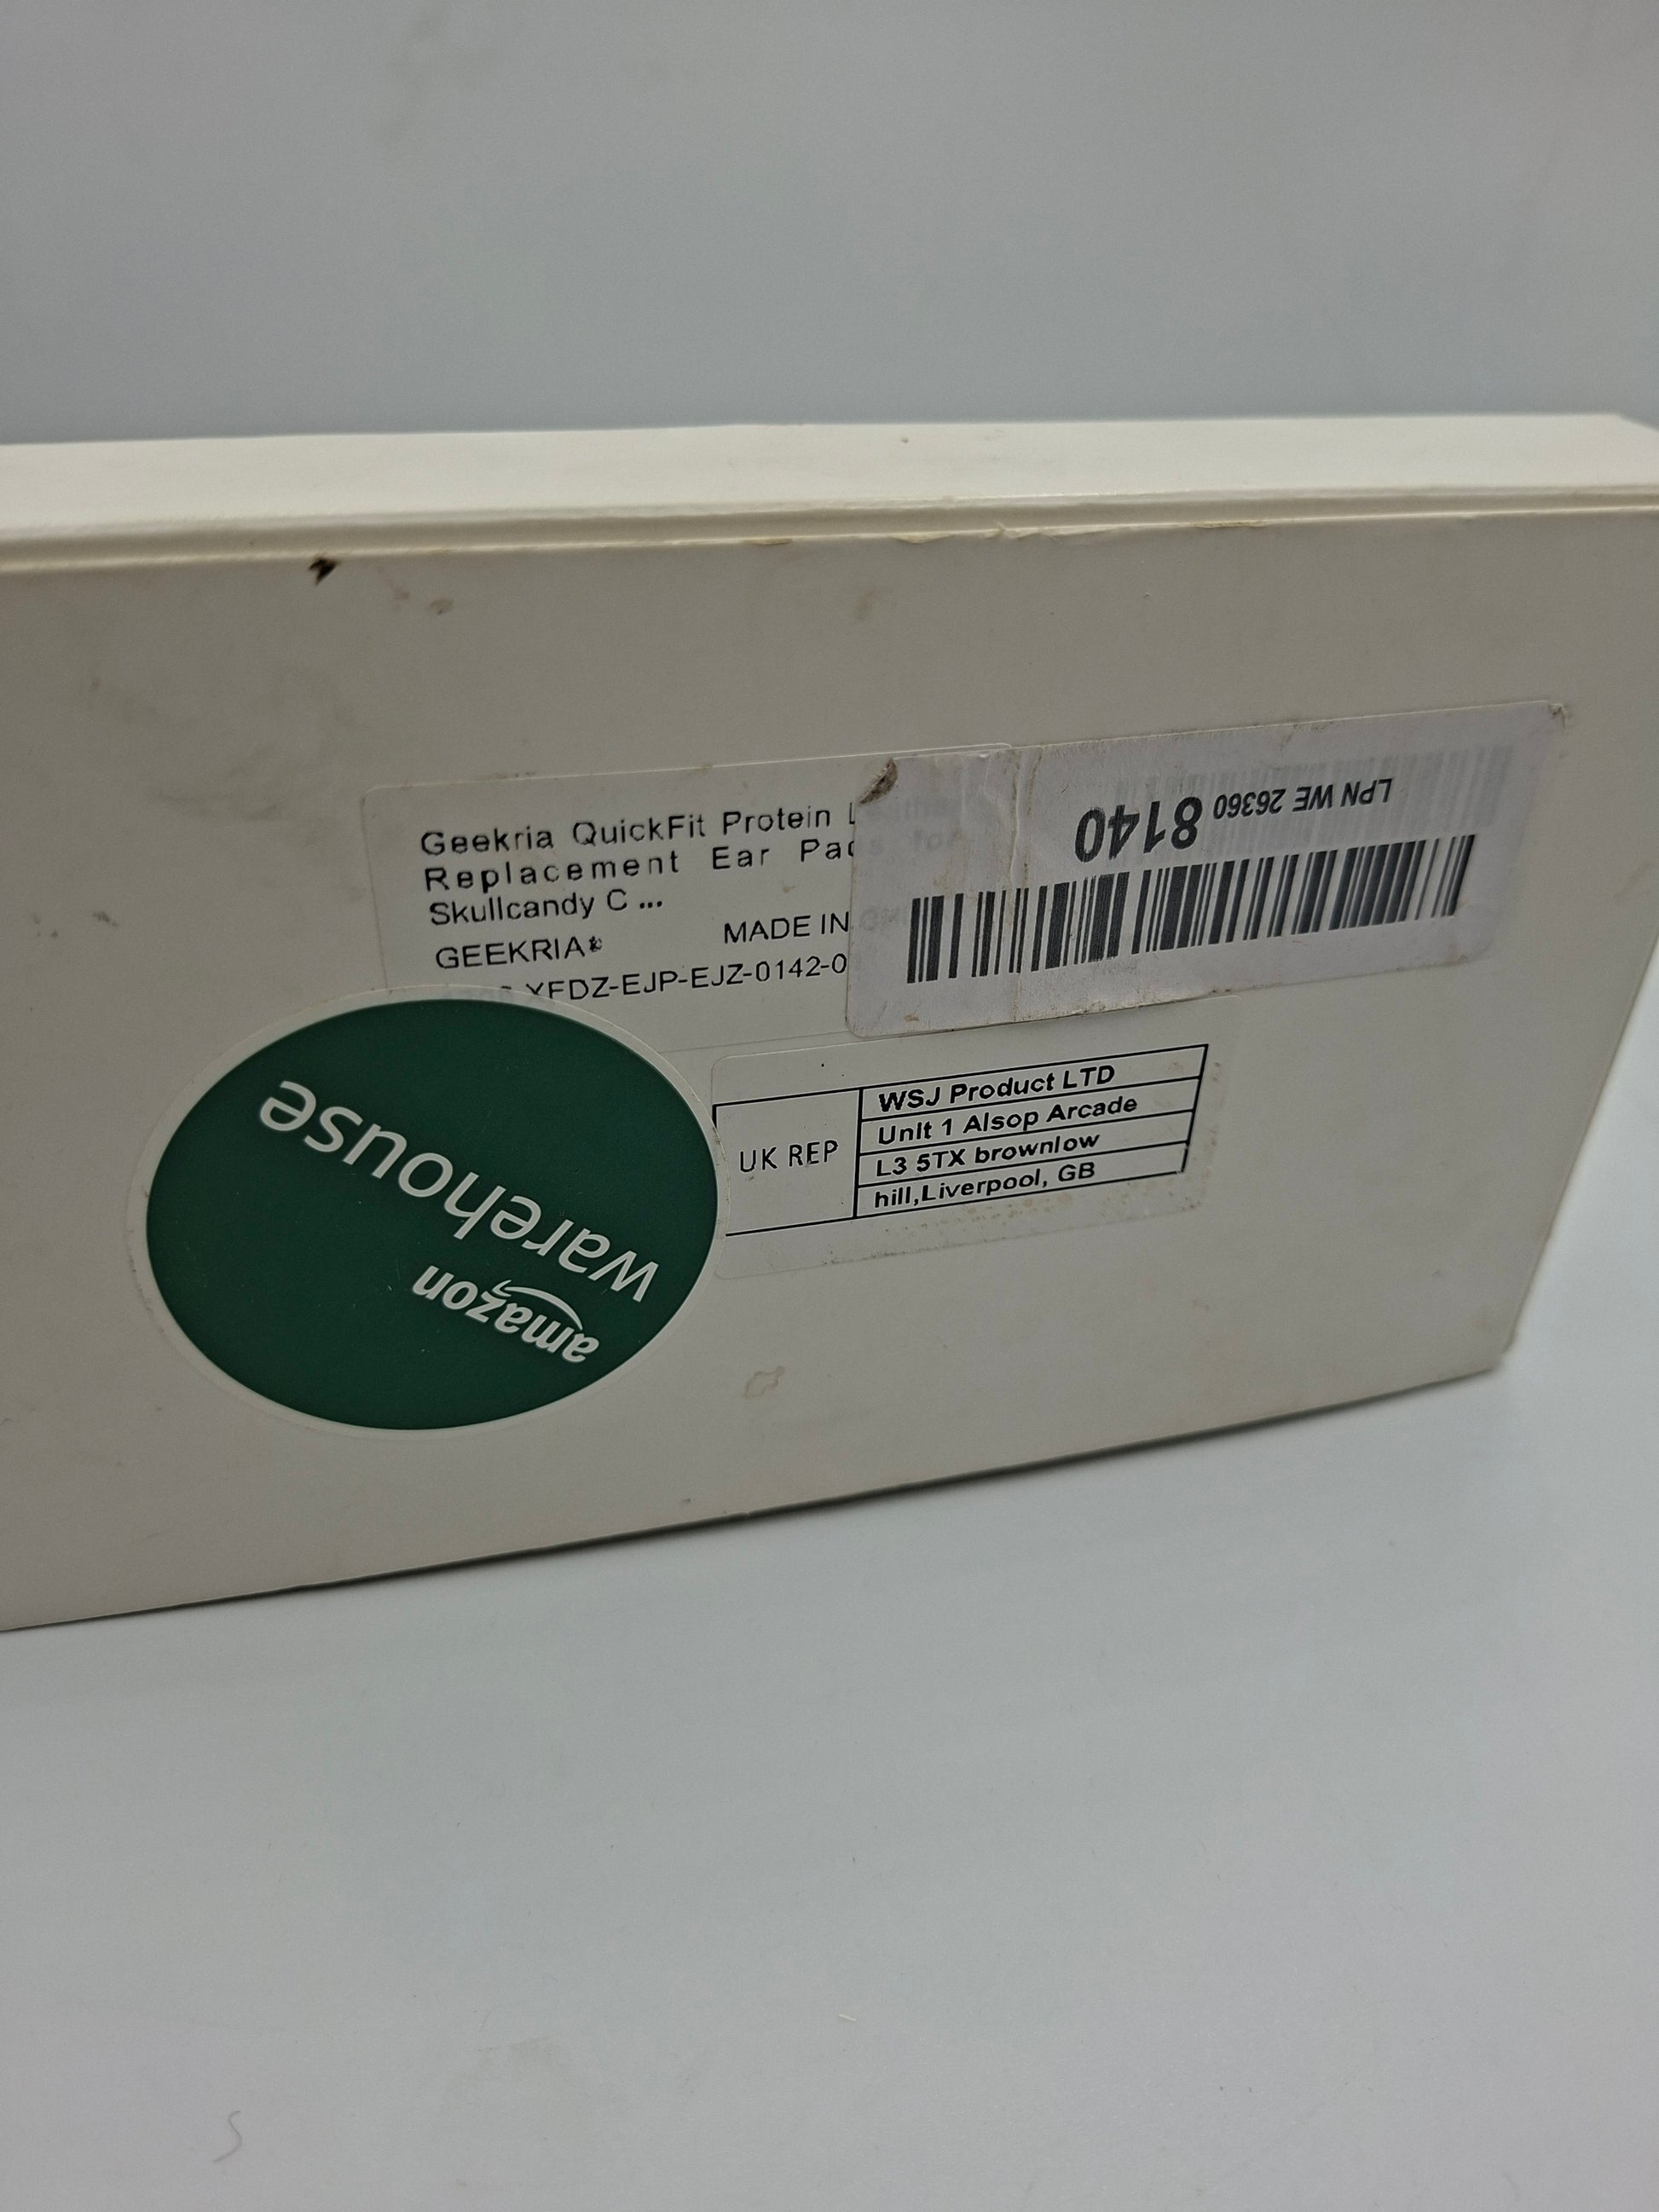 Geekria QuickFit Protein
Replacement Ear
Skullcandy C ...
GEEKRIA
MADE IN
XFDZ-EJP-EJZ-0142-0
LPN WE 26360 8140
UK REP
WSJ Product LTD
Unit 1 Alsop Arcade
L3 5TX brownlow
hill,Liverpool, GB
amazon
warehouse